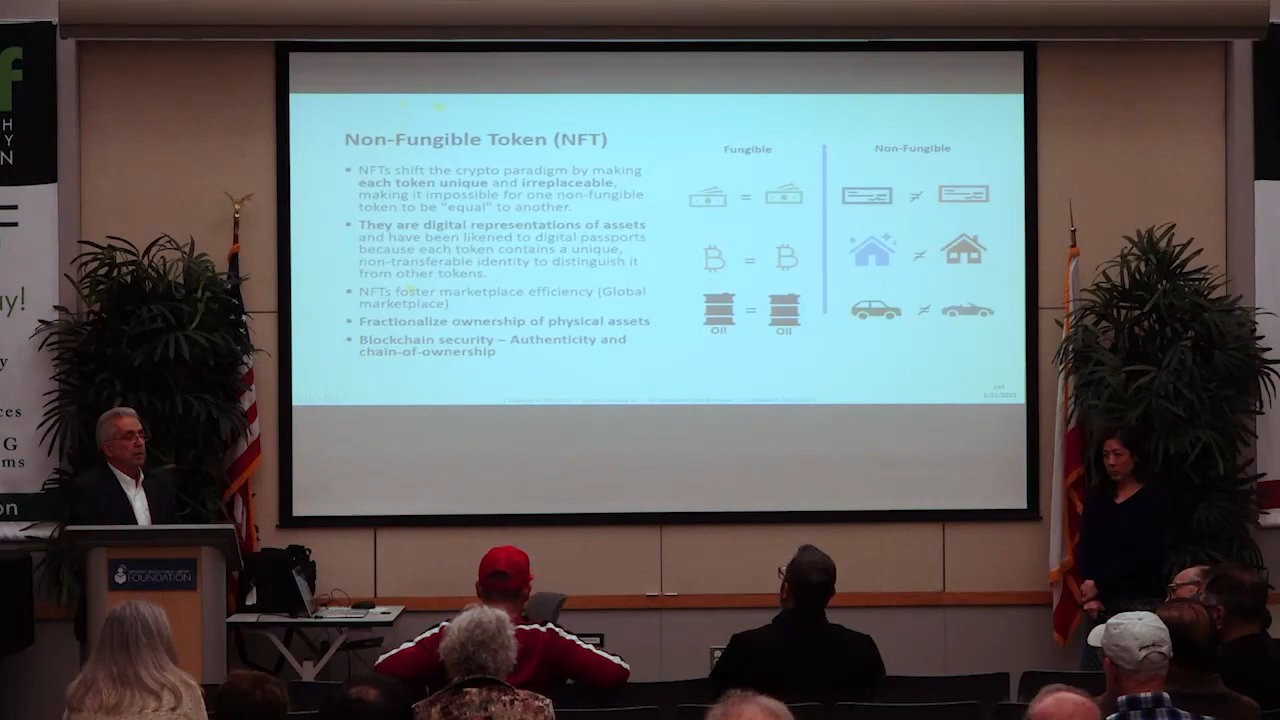 Non-Fungible Token (NFT)
▪ NFTs shift the crypto paradigm by making
each token unique and irreplaceable,
making it impossible for one non-fungible
token to be "equal" to another.
▪ They are digital representations of assets
and have been likened to digital passports
because each token contains a unique,
non-transferable identity to distinguish it
from other tokens.
▪ NFTs foster marketplace efficiency (Global
marketplace)
▪ Fractionalize ownership of physical assets
▪ Blockchain security – Authenticity and
chain-of-ownership
Fungible
Non-Fungible
=
≠
=
≠
=
≠
Oil
Oil
f
H
Y
N
ay!
y
ces
G
ms
on
FOUNDATION